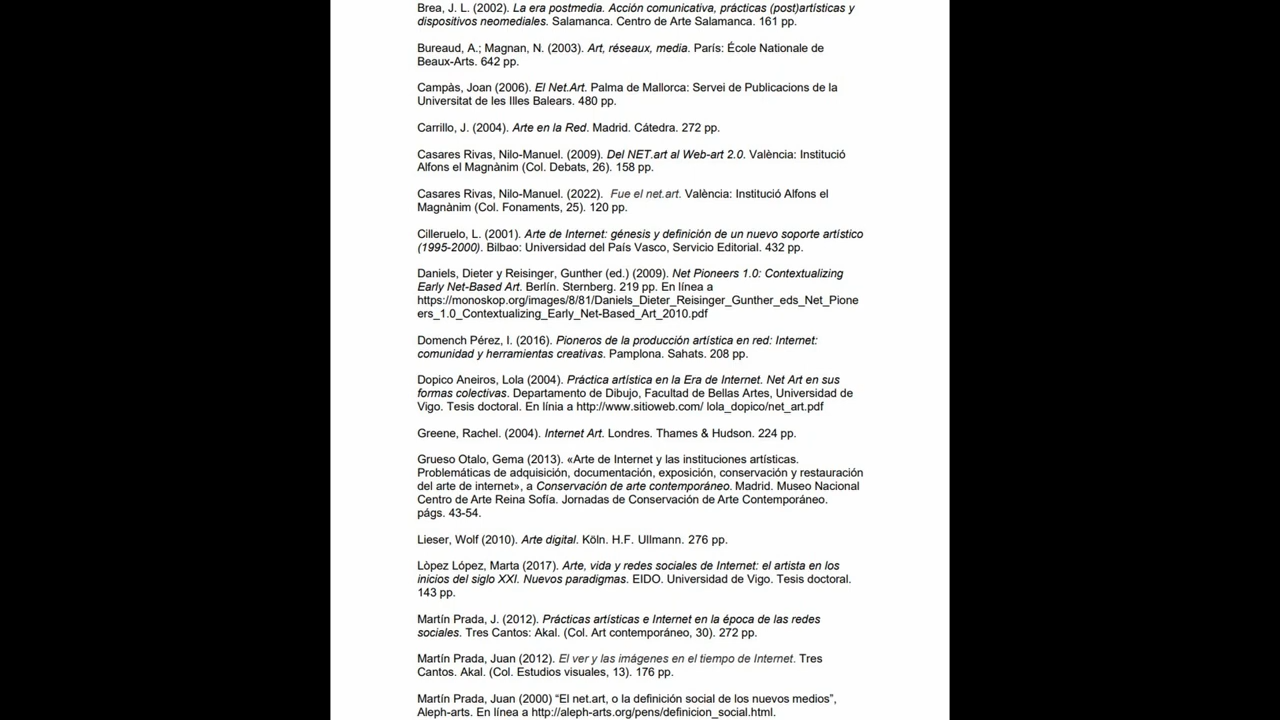 Brea, J. L. (2002). La era postmedia. Acción comunicativa, prácticas (post)artísticas y
dispositivos neomediales. Salamanca. Centro de Arte Salamanca. 161 pp.
Bureaud, A.; Magnan, N. (2003). Art, réseaux, media. París: École Nationale de
Beaux-Arts. 642 pp.
Campàs, Joan (2006). El Net.Art. Palma de Mallorca: Servei de Publicacions de la
Universitat de les Illes Balears. 480 pp.
Carrillo, J. (2004). Arte en la Red. Madrid. Cátedra. 272 pp.
Casares Rivas, Nilo-Manuel. (2009). Del NET.art al Web-art 2.0. València: Institució
Alfons el Magnànim (Col. Debats, 26). 158 pp.
Casares Rivas, Nilo-Manuel. (2022). Fue el net.art. València: Institució Alfons el
Magnànim (Col. Fonaments, 25). 120 pp.
Cilleruelo, L. (2001). Arte de Internet: génesis y definición de un nuevo soporte artístico
(1995-2000). Bilbao: Universidad del País Vasco, Servicio Editorial. 432 pp.
Daniels, Dieter y Reisinger, Gunther (ed.) (2009). Net Pioneers 1.0: Contextualizing
Early Net-Based Art. Berlín. Sternberg. 219 pp. En línea a
https://monoskop.org/images/8/81/Daniels_Dieter_Reisinger_Gunther_eds_Net_Pione
ers_1.0_Contextualizing_Early_Net-Based_Art_2010.pdf
Domench Pérez, I. (2016). Pioneros de la producción artística en red: Internet:
comunidad y herramientas creativas. Pamplona. Sahats. 208 pp.
Dopico Aneiros, Lola (2004). Práctica artística en la Era de Internet. Net Art en sus
formas colectivas. Departamento de Dibujo, Facultad de Bellas Artes, Universidad de
Vigo. Tesis doctoral. En línia a http://www.sitioweb.com/ lola_dopico/net_art.pdf
Greene, Rachel. (2004). Internet Art. Londres. Thames & Hudson. 224 pp.
Grueso Otalo, Gema (2013). «Arte de Internet y las instituciones artísticas.
Problemáticas de adquisición, documentación, exposición, conservación y restauración
del arte de internet», a Conservación de arte contemporáneo. Madrid. Museo Nacional
Centro de Arte Reina Sofía. Jornadas de Conservación de Arte Contemporáneo.
págs. 43-54.
Lieser, Wolf (2010). Arte digital. Köln. H.F. Ullmann. 276 pp.
Lòpez López, Marta (2017). Arte, vida y redes sociales de Internet: el artista en los
inicios del siglo XXI. Nuevos paradigmas. EIDO. Universidad de Vigo. Tesis doctoral.
143 pp.
Martín Prada, J. (2012). Prácticas artísticas e Internet en la época de las redes
sociales. Tres Cantos: Akal. (Col. Art contemporáneo, 30). 272 pp.
Martín Prada, Juan (2012). El ver y las imágenes en el tiempo de Internet. Tres
Cantos. Akal. (Col. Estudios visuales, 13). 176 pp.
Martín Prada, Juan (2000) “El net.art, o la definición social de los nuevos medios”,
Aleph-arts. En línea a http://aleph-arts.org/pens/definicion_social.html.